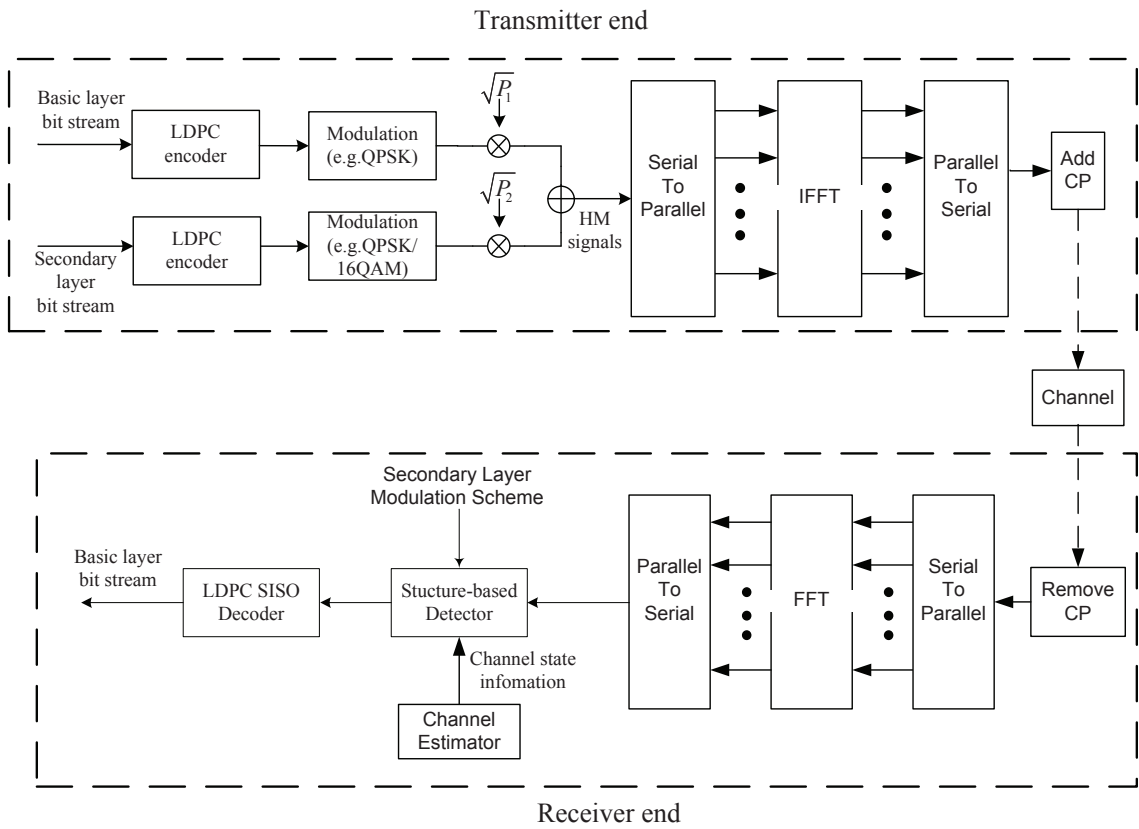 Transmitter end
Basic layer
bit stream
LDPC
encoder
Modulation
(e.g.QPSK)
√P₁
Secondary
layer
bit stream
LDPC
encoder
Modulation
(e.g.QPSK/
16QAM)
√P₂
HM
signals
Serial
To
Parallel
IFFT
Parallel
To
Serial
Add
CP
Channel
Remove
CP
Serial
To
Parallel
FFT
Parallel
To
Serial
Secondary Layer
Modulation Scheme
Stucture-based
Detector
Channel state
infomation
Channel
Estimator
LDPC SISO
Decoder
Basic layer
bit stream
Receiver end